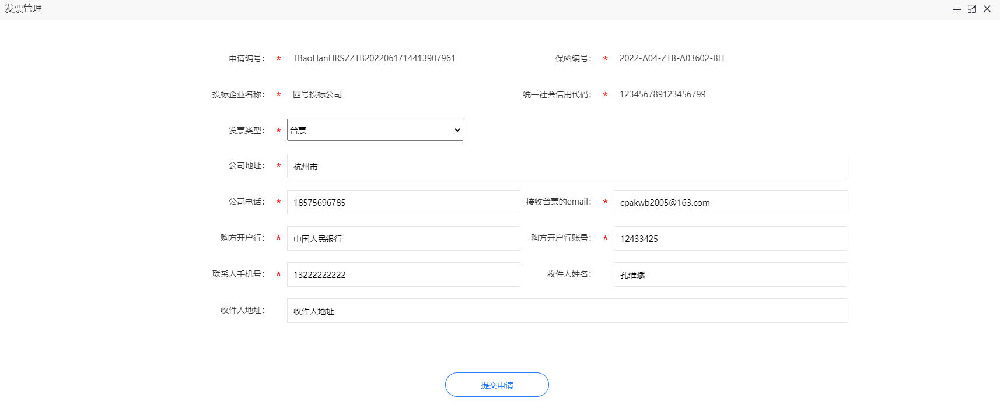 发票管理
申请编号： * TBaoHanHRSZZTB2022061714413907961 保函编号： * 2022-A04-ZTB-A03602-BH
投标企业名称： * 四号投标公司 统一社会信用代码： * 123456789123456799
发票类型： * 普票
公司地址： * 杭州市
公司电话： * 18575696785 接收普票的email： * cpakwb2005@163.com
购方开户行： * 中国人民银行 购方开户行账号： * 12433425
联系人手机号： * 13222222222 收件人姓名： 孔维斌
收件人地址： 收件人地址
提交申请